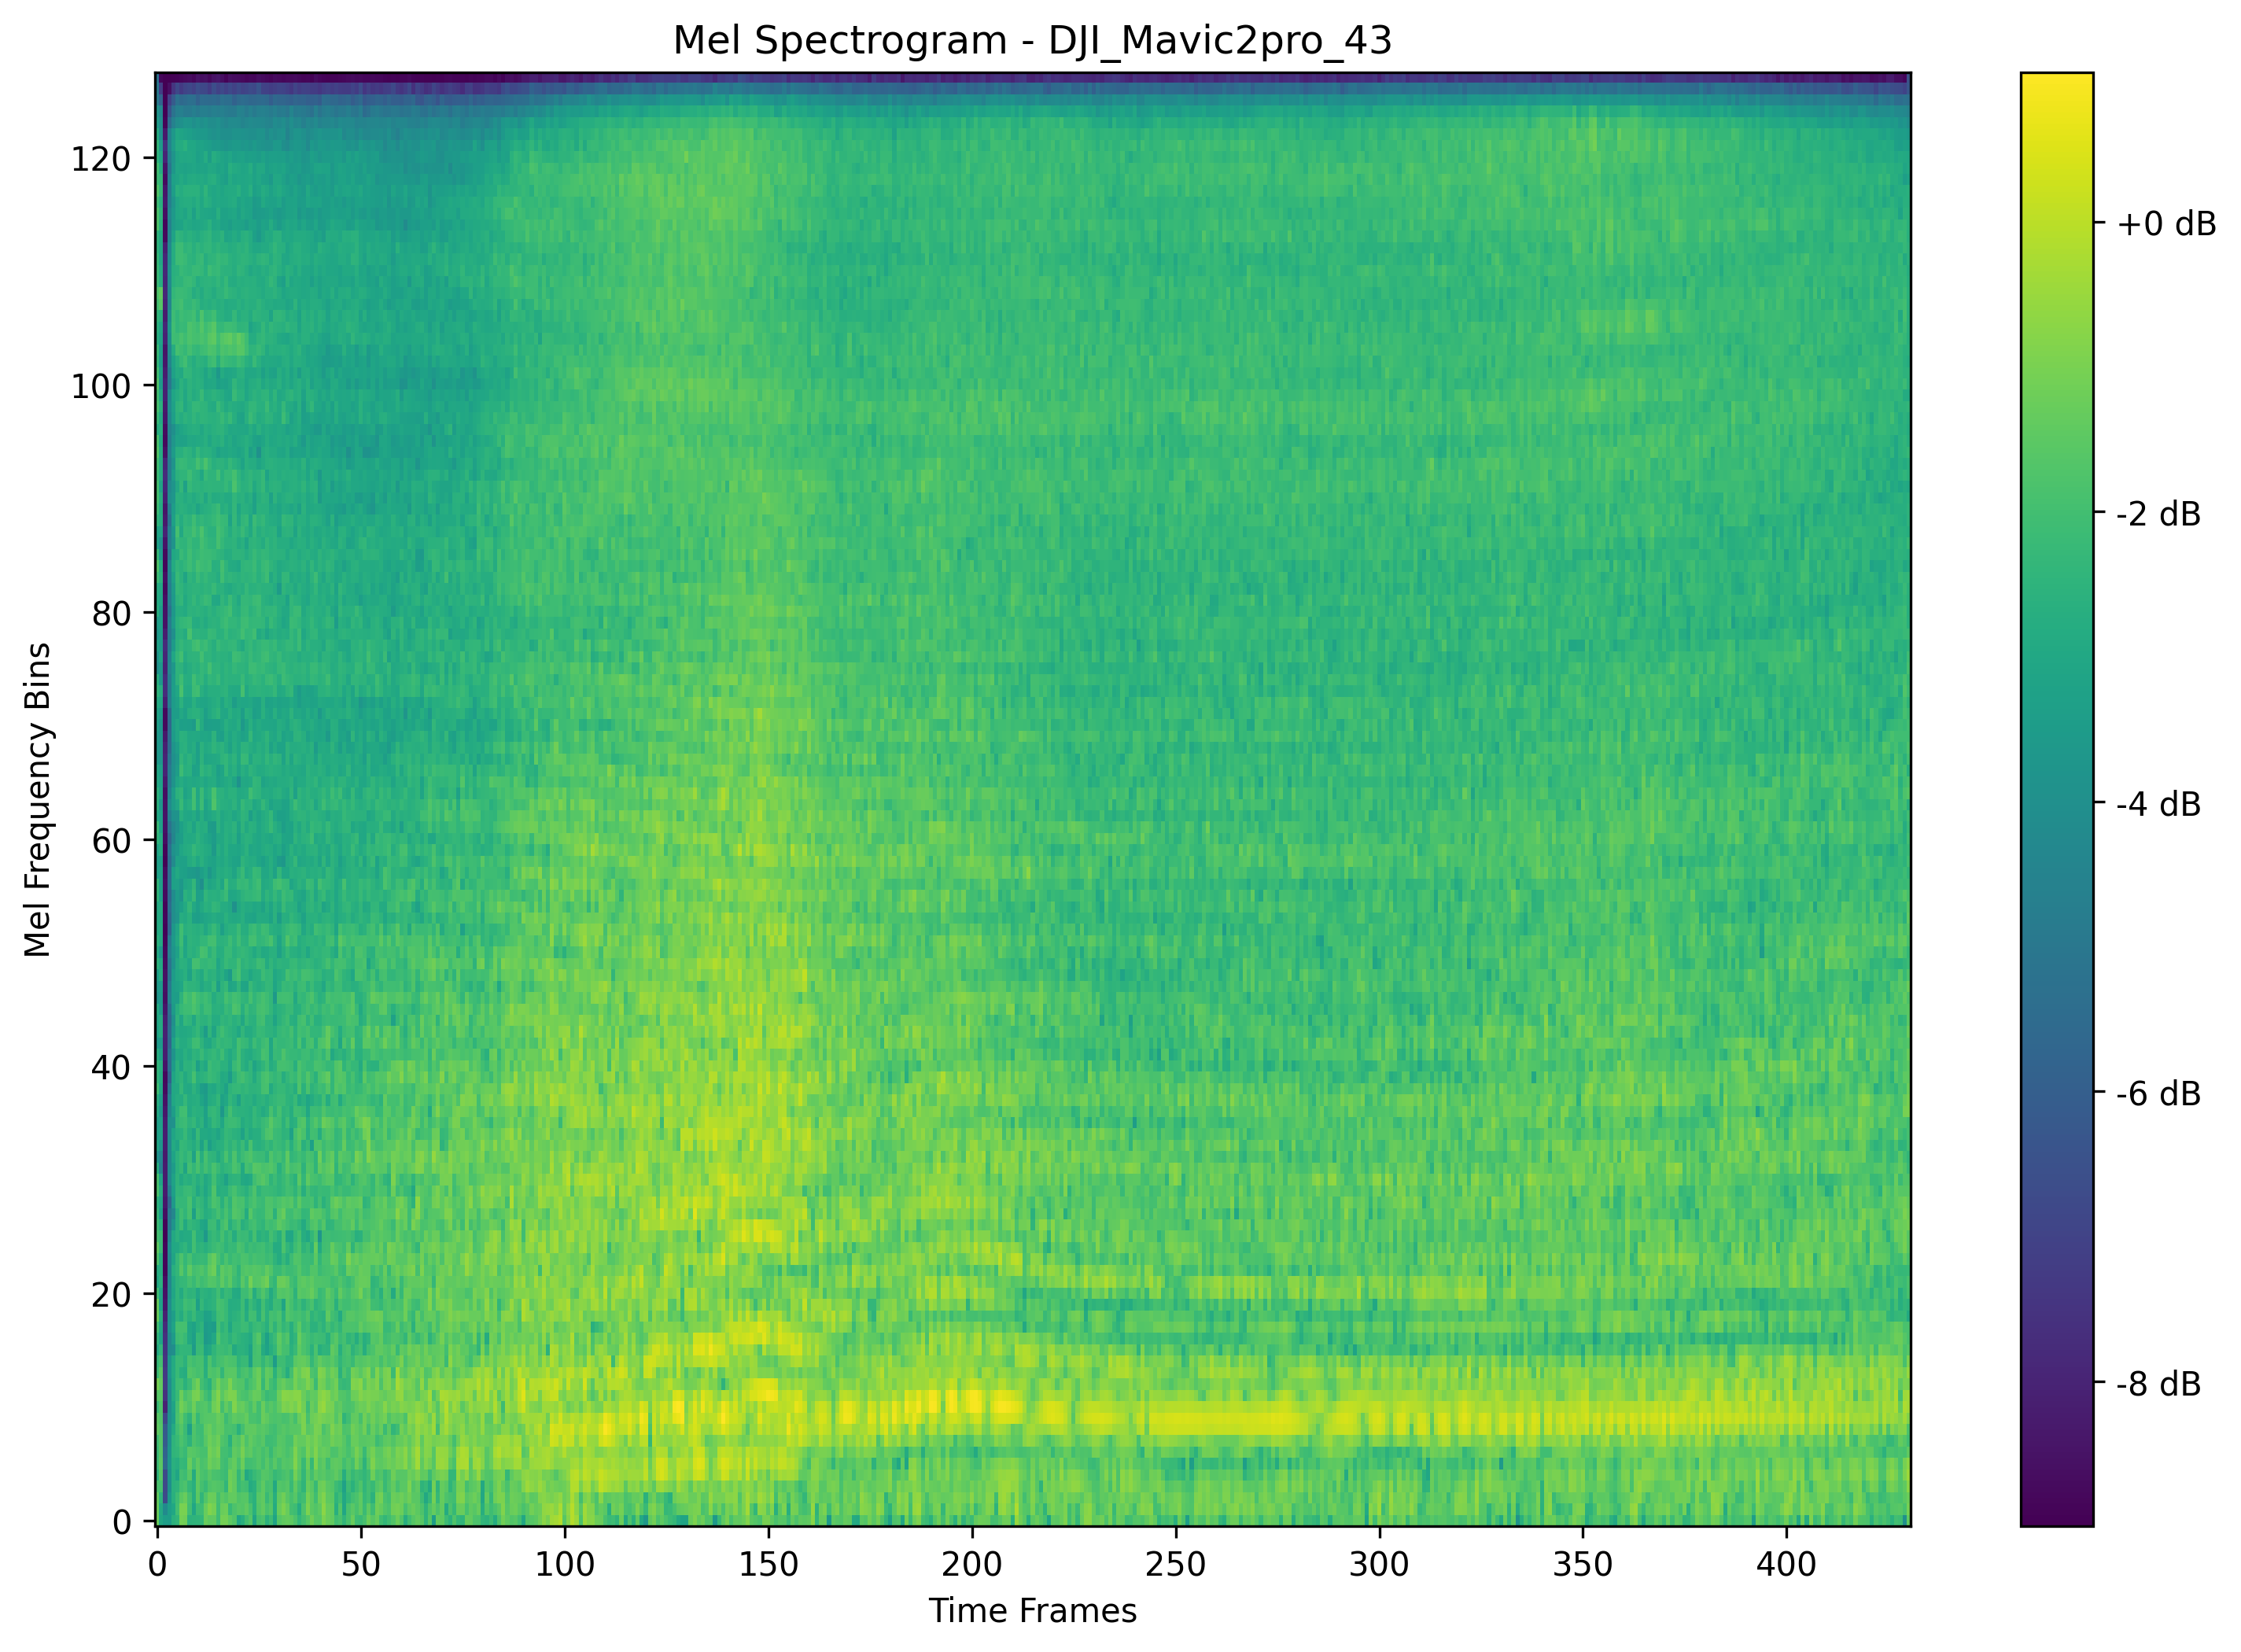 Mel Spectrogram - DJI_Mavic2pro_43
Mel Frequency Bins
120
100
80
60
40
20
0
0 50 100 150 200 250 300 350 400
Time Frames
+0 dB
-2 dB
-4 dB
-6 dB
-8 dB